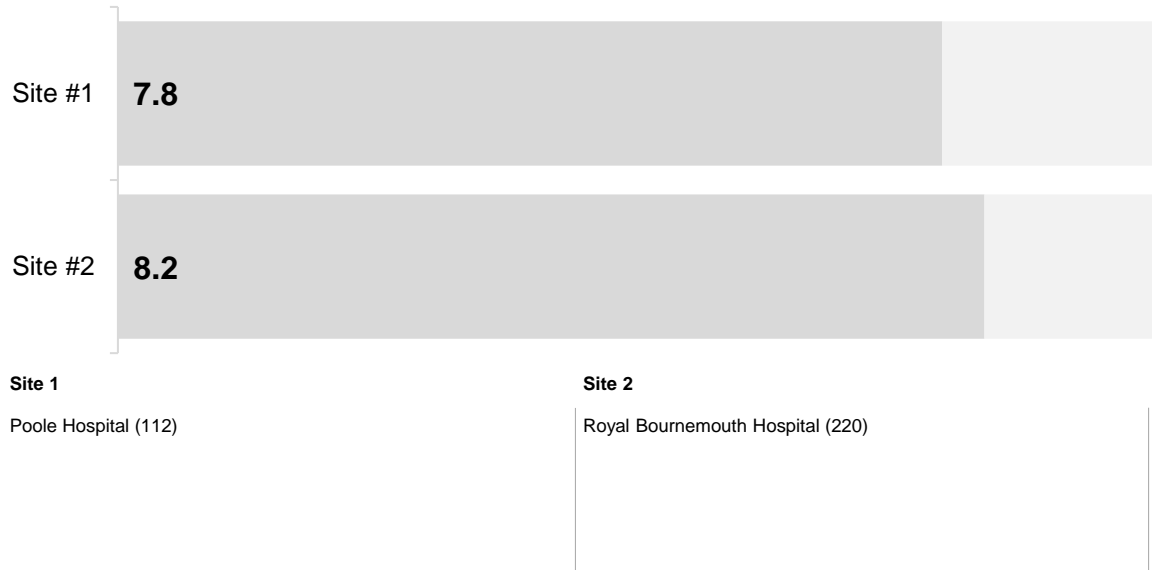 Site #1
7.8
Site #2
8.2
Site 1
Poole Hospital (112)
Site 2
Royal Bournemouth Hospital (220)